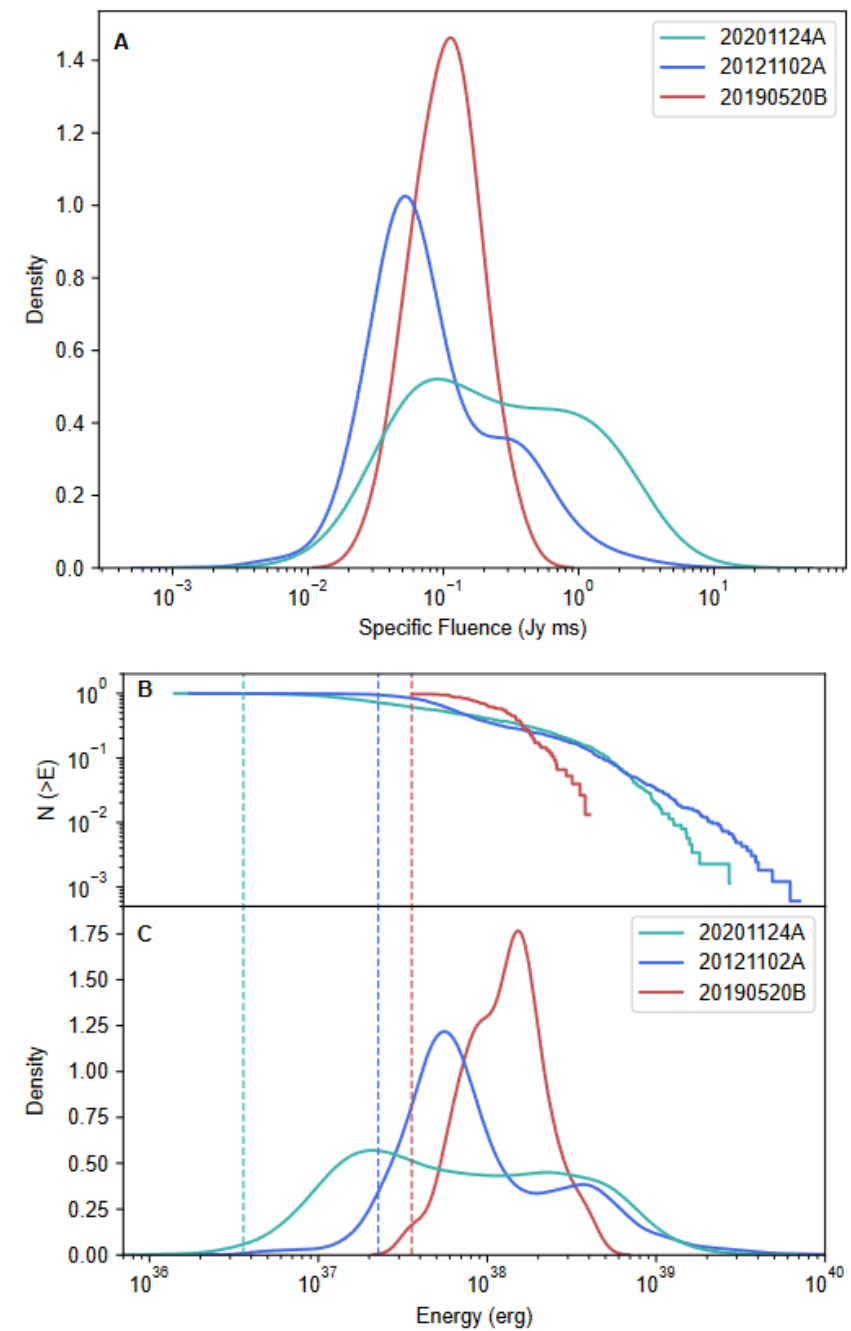 A
20201124A
20121102A
20190520B
1.4
1.2
1.0
0.8
0.6
0.4
0.2
0.0
Density
10⁻³ 10⁻² 10⁻¹ 10⁰ 10¹
Specific Fluence (Jy ms)
B
10⁰
10⁻¹
10⁻²
10⁻³
N (>E)
C
20201124A
20121102A
20190520B
1.75
1.50
1.25
1.00
0.75
0.50
0.25
0.00
Density
10³⁶ 10³⁷ 10³⁸ 10³⁹ 10⁴⁰
Energy (erg)